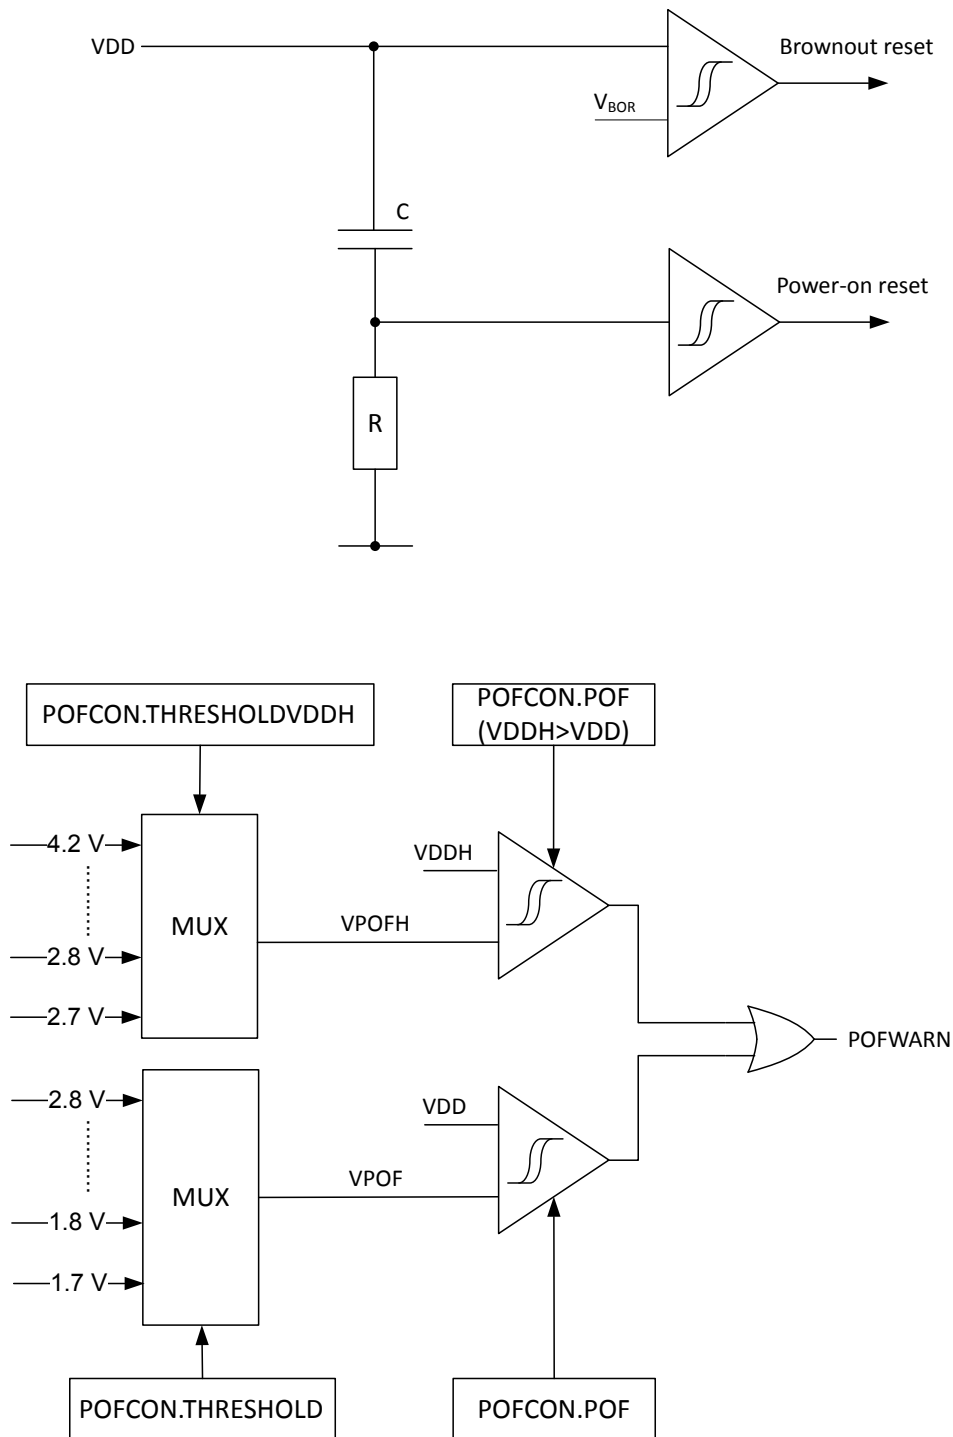 VDD
Brownout reset
VBOR
C
Power-on reset
R
POFCON.THRESHOLDVDDH
POFCON.POF
(VDDH>VDD)
4.2 V
VDDH
MUX
VPOFH
2.8 V
2.7 V
POFWARN
2.8 V
VDD
MUX
VPOF
1.8 V
1.7 V
POFCON.THRESHOLD
POFCON.POF